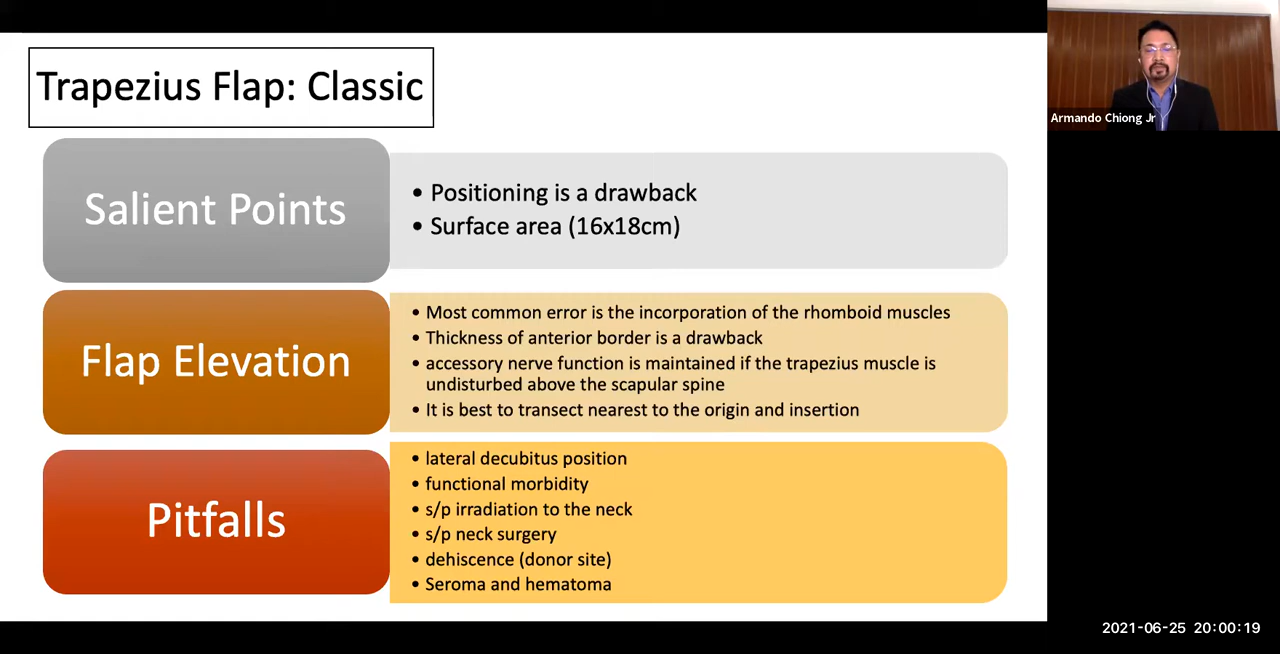 Trapezius Flap: Classic
Armando Chiong Jr
Salient Points
• Positioning is a drawback
• Surface area (16x18cm)
Flap Elevation
• Most common error is the incorporation of the rhomboid muscles
• Thickness of anterior border is a drawback
• accessory nerve function is maintained if the trapezius muscle is
undisturbed above the scapular spine
• It is best to transect nearest to the origin and insertion
Pitfalls
• lateral decubitus position
• functional morbidity
• s/p irradiation to the neck
• s/p neck surgery
• dehiscence (donor site)
• Seroma and hematoma
2021-06-25 20:00:19